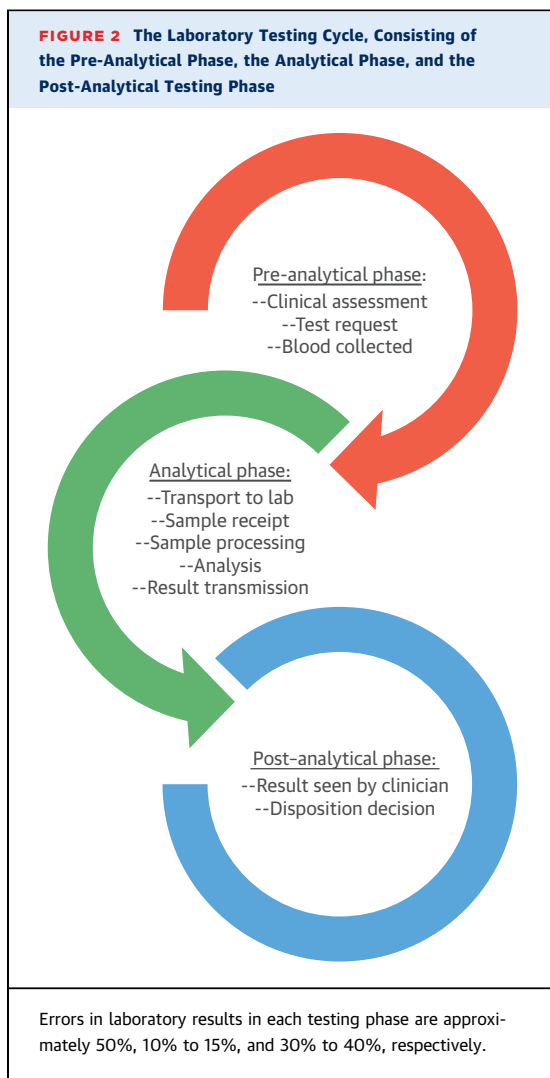 FIGURE 2 The Laboratory Testing Cycle, Consisting of
the Pre-Analytical Phase, the Analytical Phase, and the
Post-Analytical Testing Phase
Pre-analytical phase:
--Clinical assessment
--Test request
--Blood collected
Analytical phase:
--Transport to lab
--Sample receipt
--Sample processing
--Analysis
--Result transmission
Post-analytical phase:
--Result seen by clinician
--Disposition decision
Errors in laboratory results in each testing phase are approxi-
mately 50%, 10% to 15%, and 30% to 40%, respectively.